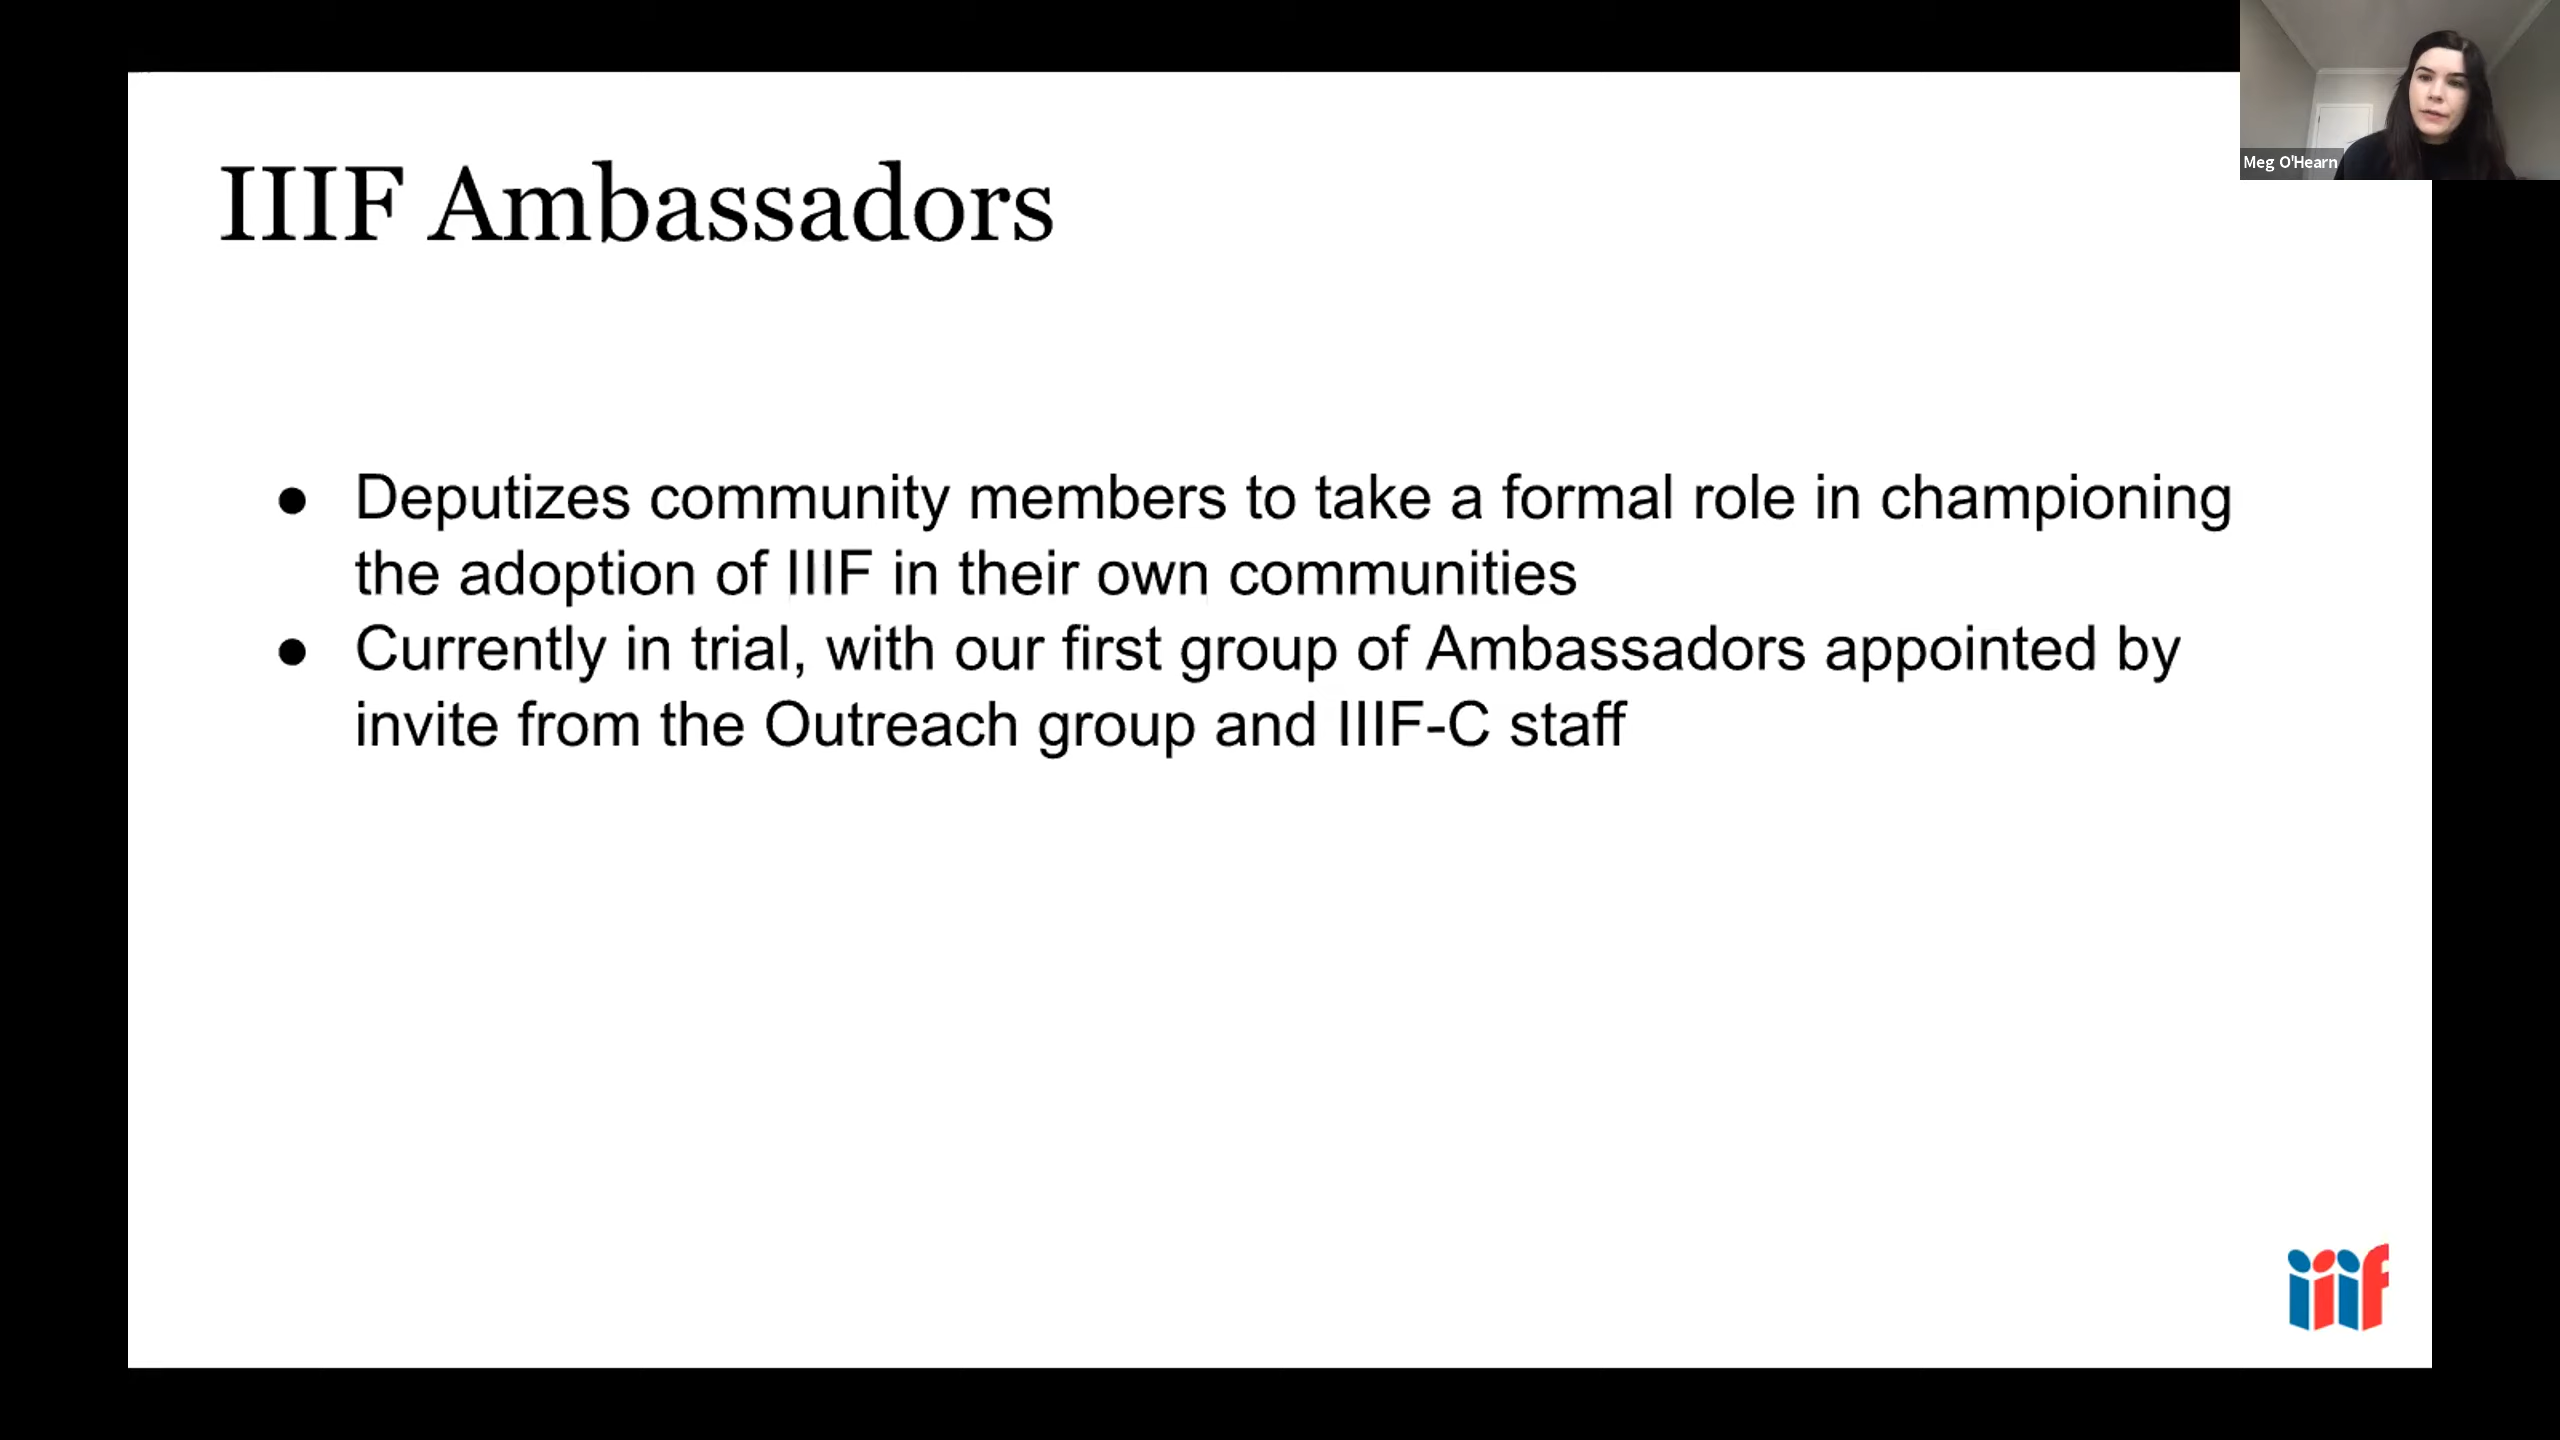 IIIF Ambassadors
Meg O'Hearn
● Deputizes community members to take a formal role in championing
the adoption of IIIF in their own communities
● Currently in trial, with our first group of Ambassadors appointed by
invite from the Outreach group and IIIF-C staff
iiif